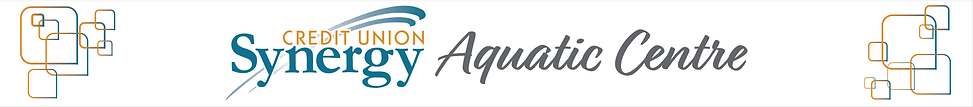 CREDIT UNION
Synergy Aquatic Centre